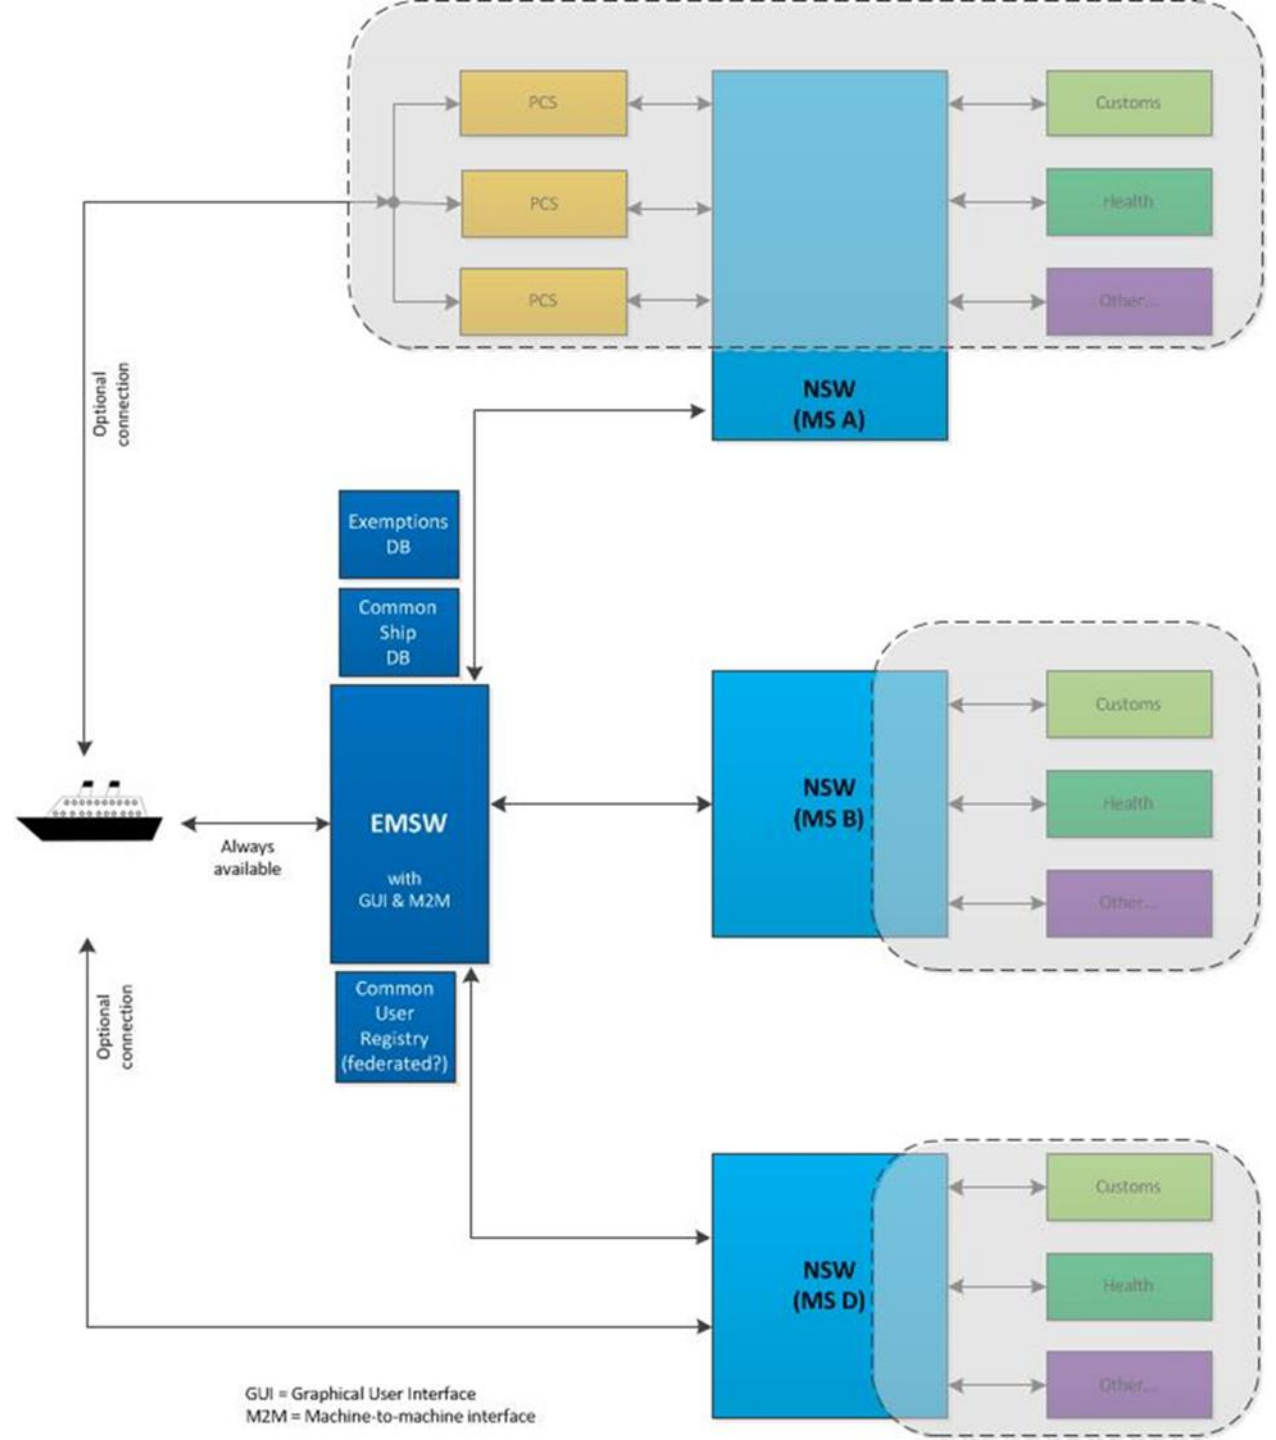 PCS
Customs
PCS
Health
PCS
Other...
NSW
(MS A)
Optional
connection
Exemptions
DB
Common
Ship
DB
EMSW
with
GUI & M2M
Always
available
Common
User
Registry
(federated?)
NSW
(MS B)
Customs
Health
Other...
Optional
connection
NSW
(MS D)
Customs
Health
Other...
GUI = Graphical User Interface
M2M = Machine-to-machine interface